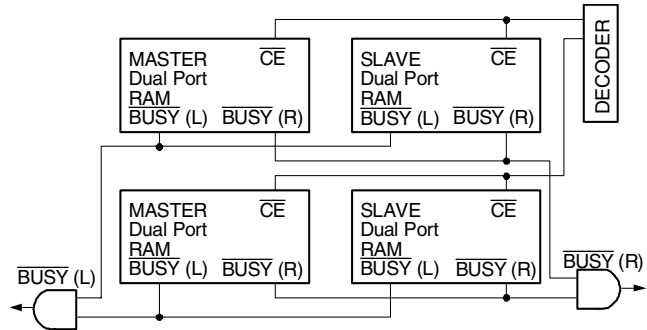 MASTER
Dual Port
RAM
CE
BUSY (L) BUSY (R)
SLAVE
Dual Port
RAM
CE
BUSY (L) BUSY (R)
DECODER
MASTER
Dual Port
RAM
CE
BUSY (L) BUSY (R)
SLAVE
Dual Port
RAM
CE
BUSY (L) BUSY (R)
BUSY (L)
BUSY (R)